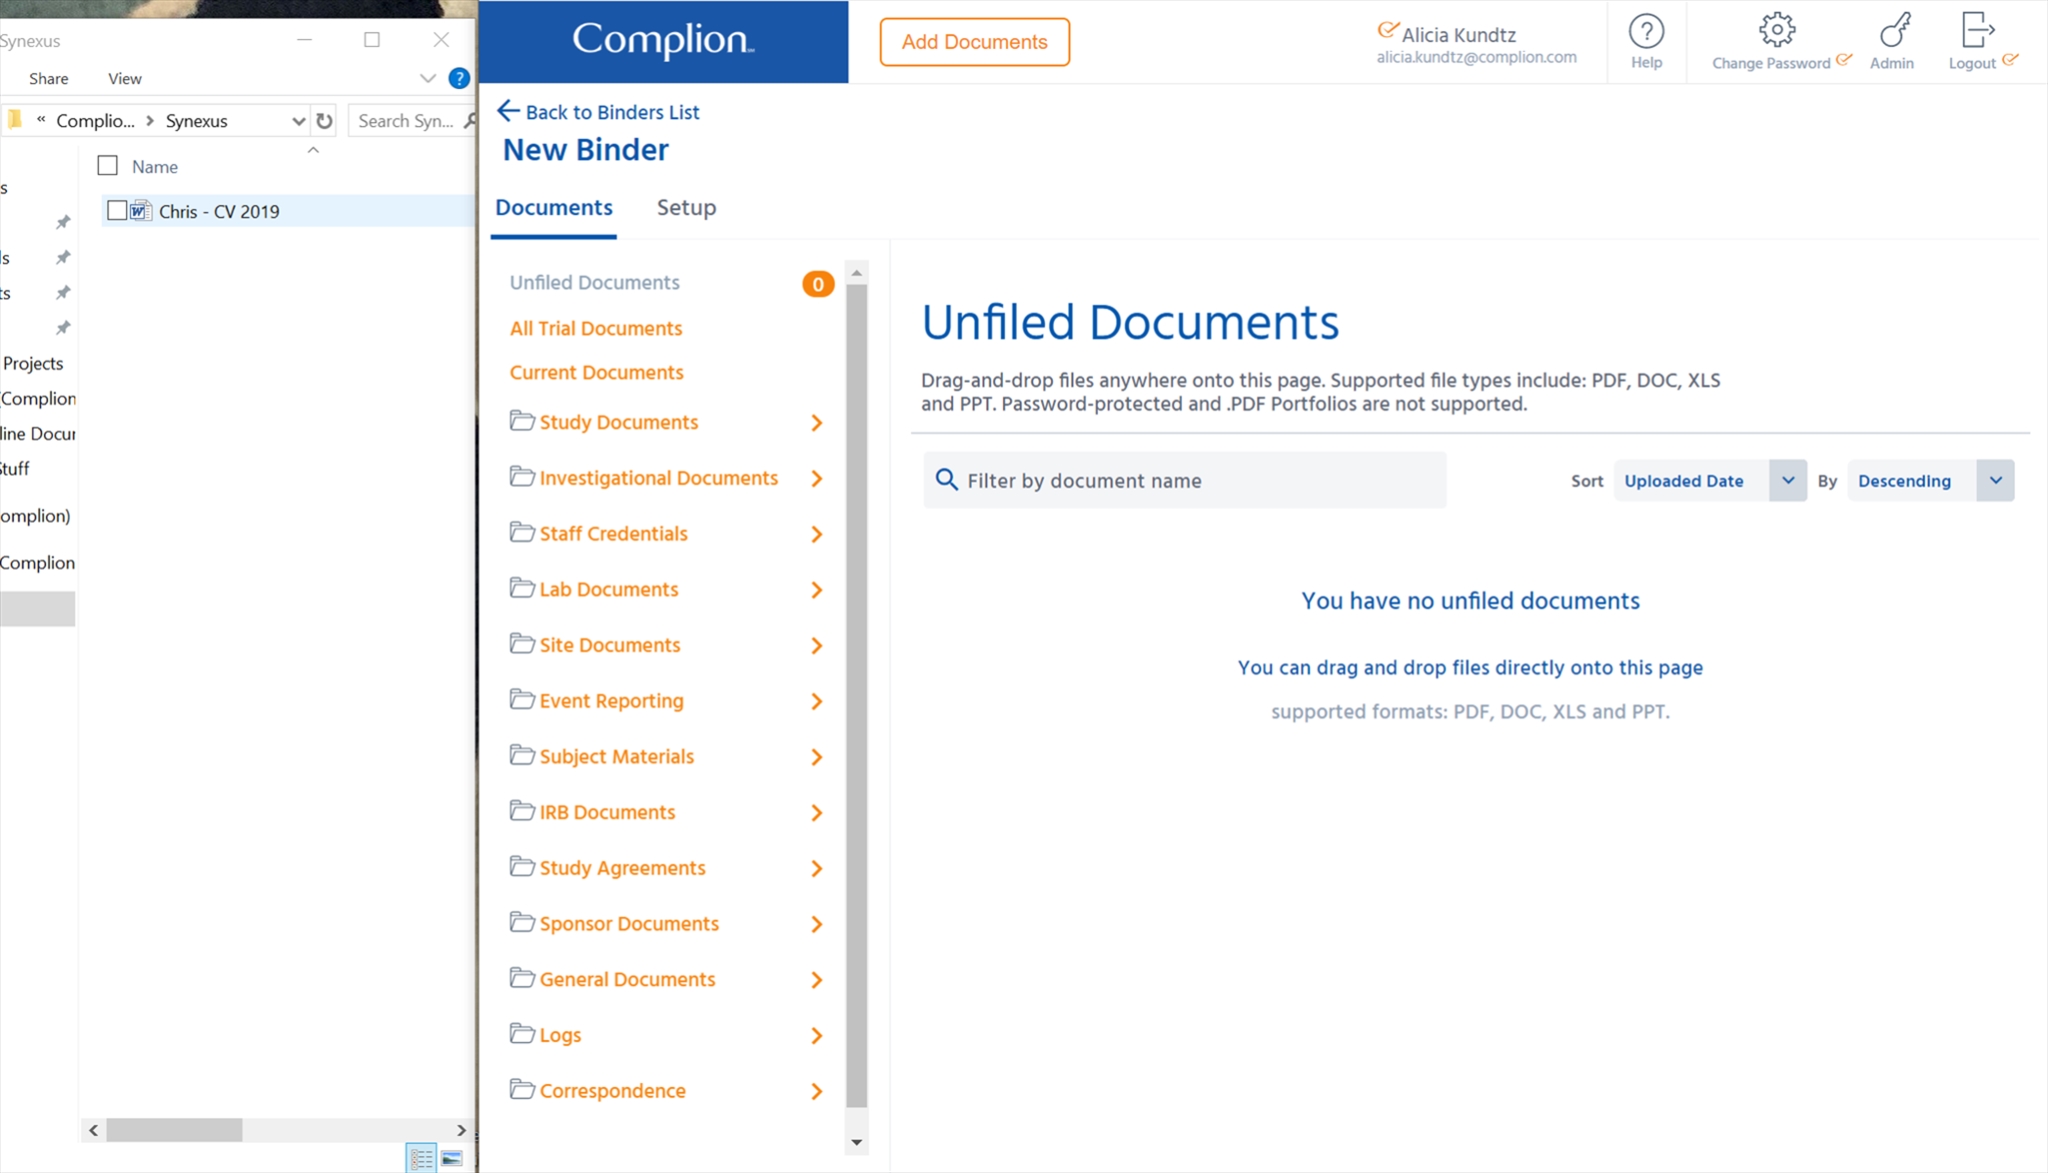 Synexus
Share View
?
« Complio... > Synexus
Search Syn...
Name
s
Chris - CV 2019
ls
ts
Projects
(Complion
line Docur
Stuff
omplion)
Complion
Complion
Add Documents
Alicia Kundtz
alicia.kundtz@complion.com
?
Help
Change Password
Admin
Logout
Back to Binders List
New Binder
Documents Setup
Unfiled Documents 0
All Trial Documents
Current Documents
Study Documents
Investigational Documents
Staff Credentials
Lab Documents
Site Documents
Event Reporting
Subject Materials
IRB Documents
Study Agreements
Sponsor Documents
General Documents
Logs
Correspondence
Unfiled Documents
Drag-and-drop files anywhere onto this page. Supported file types include: PDF, DOC, XLS
and PPT. Password-protected and .PDF Portfolios are not supported.
Filter by document name
Sort Uploaded Date By Descending
You have no unfiled documents
You can drag and drop files directly onto this page
supported formats: PDF, DOC, XLS and PPT.